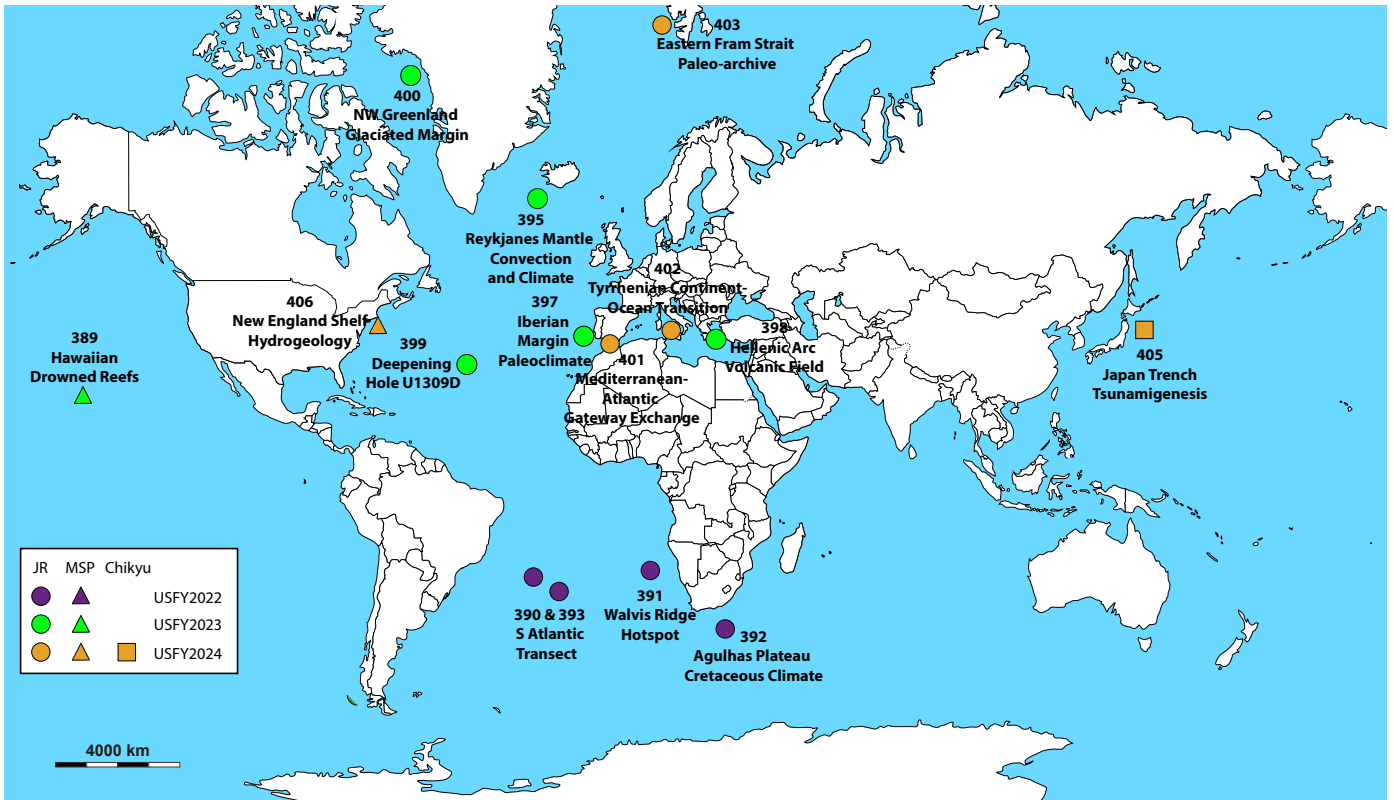 403
Eastern Fram Strait
Paleo-archive
400
NW Greenland
Glaciated Margin
395
Reykjanes Mantle
Convection
and Climate
402
Tyrrhenian Continent-
Ocean Transition
406
New England Shelf
Hydrogeology
397
Iberian
Margin
Paleoclimate
398
Hellenic Arc
Volcanic Field
389
Hawaiian
Drowned Reefs
399
Deepening
Hole U1309D
401
Mediterranean-
Atlantic
Gateway Exchange
405
Japan Trench
Tsunamigenesis
390 & 393
S Atlantic
Transect
391
Walvis Ridge
Hotspot
392
Agulhas Plateau
Cretaceous Climate
JR MSP Chikyu
USFY2022
USFY2023
USFY2024
4000 km